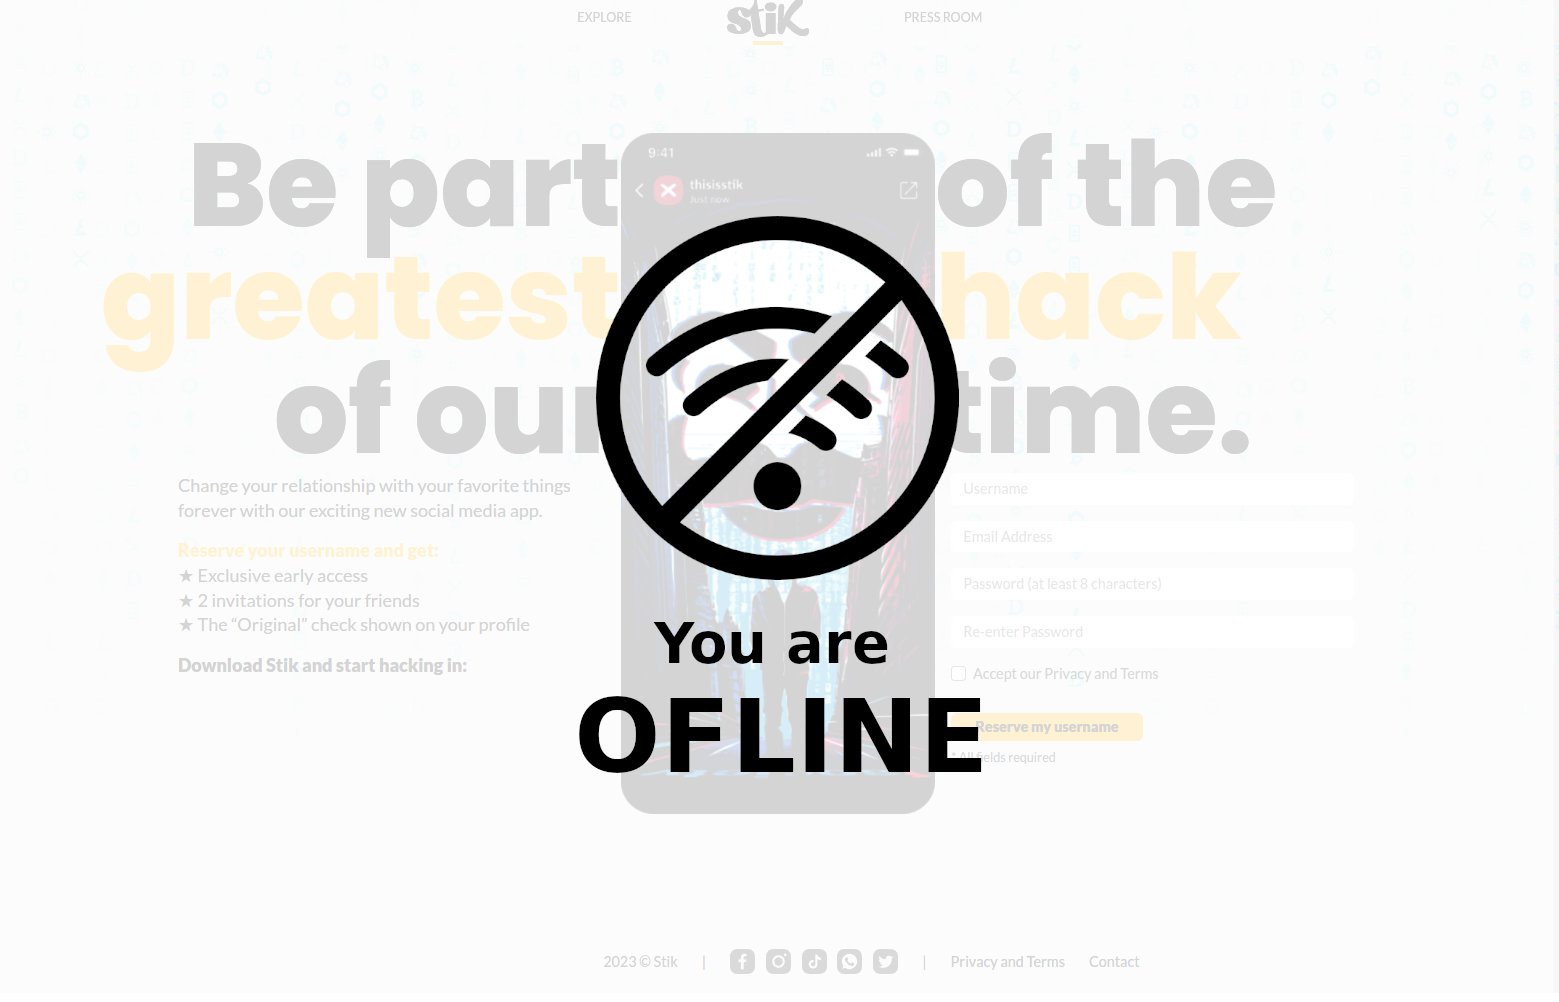 EXPLORE
stiK
PRESS ROOM
9:41
thisisstik
Just now
Be part of the
greatest hack
of our time.
Change your relationship with your favorite things
forever with our exciting new social media app.
Reserve your username and get:
★ Exclusive early access
★ 2 invitations for your friends
★ The “Original” check shown on your profile
Download Stik and start hacking in:
Username
Email Address
Password (at least 8 characters)
Re-enter Password
Accept our Privacy and Terms
Reserve my username
* All fields required
You are
OFLINE
2023 © Stik | | Privacy and Terms Contact